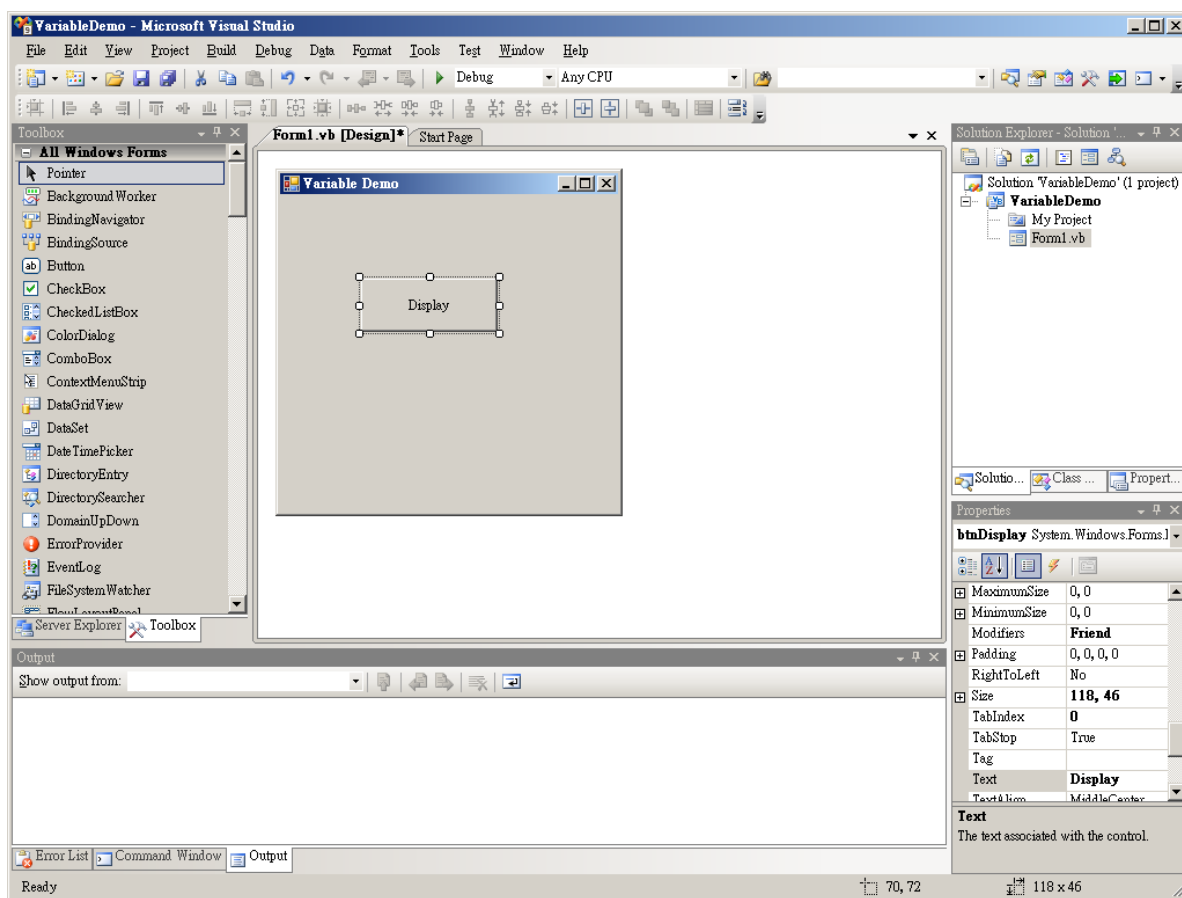 VariableDemo - Microsoft Visual Studio
File Edit View Project Build Debug Data Format Tools Test Window Help
Debug Any CPU
Toolbox
All Windows Forms
Pointer
Background Worker
BindingNavigator
BindingSource
ab Button
CheckBox
CheckedListBox
ColorDialog
ComboBox
ContextMenuStrip
DataGridView
DataSet
DateTimePicker
DirectoryEntry
DirectorySearcher
DomainUpDown
ErrorProvider
EventLog
FileSystemWatcher
FlowLayoutPanel
Server Explorer Toolbox
Form1.vb [Design]* Start Page
Variable Demo
Display
Solution Explorer - Solution '...
Solution 'VariableDemo' (1 project)
VariableDemo
My Project
Form1.vb
Solutio... Class ... Propert...
Properties
btnDisplay System.Windows.Forms.
MaximumSize 0, 0
MinimumSize 0, 0
Modifiers Friend
Padding 0, 0, 0, 0
RightToLeft No
Size 118, 46
TabIndex 0
TabStop True
Tag
Text Display
TextAlign MiddleCenter
Text
The text associated with the control.
Output
Show output from:
Error List Command Window Output
Ready 70, 72 118 x 46